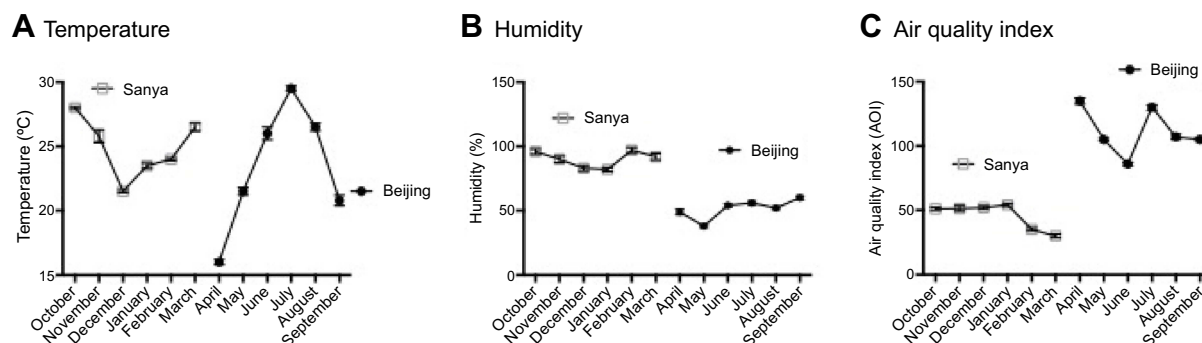 A Temperature
Temperature (ºC)
30
25
20
15
Sanya
Beijing
October
November
December
January
February
March
April
May
June
July
August
September
B Humidity
Humidity (%)
150
100
50
0
Sanya
Beijing
October
November
December
January
February
March
April
May
June
July
August
September
C Air quality index
Air quality index (AOI)
150
100
50
0
Beijing
Sanya
October
November
December
January
February
March
April
May
June
July
August
September